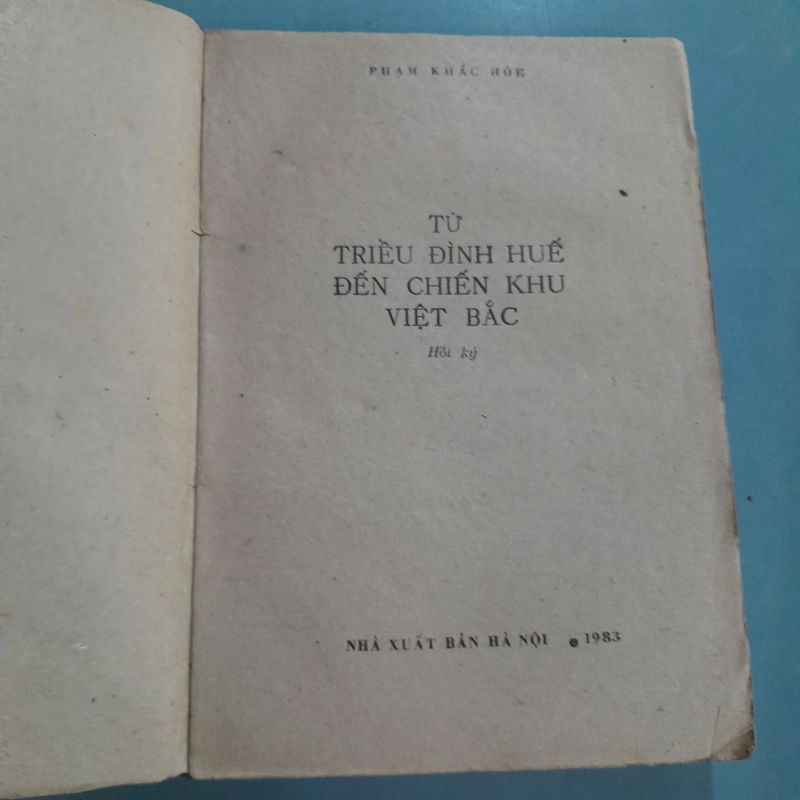 PHẠM KHẮC HÒE
TỪ
TRIỀU ĐÌNH HUẾ
ĐẾN CHIẾN KHU
VIỆT BẮC
Hồi ký
NHÀ XUẤT BẢN HÀ NỘI ● 1983